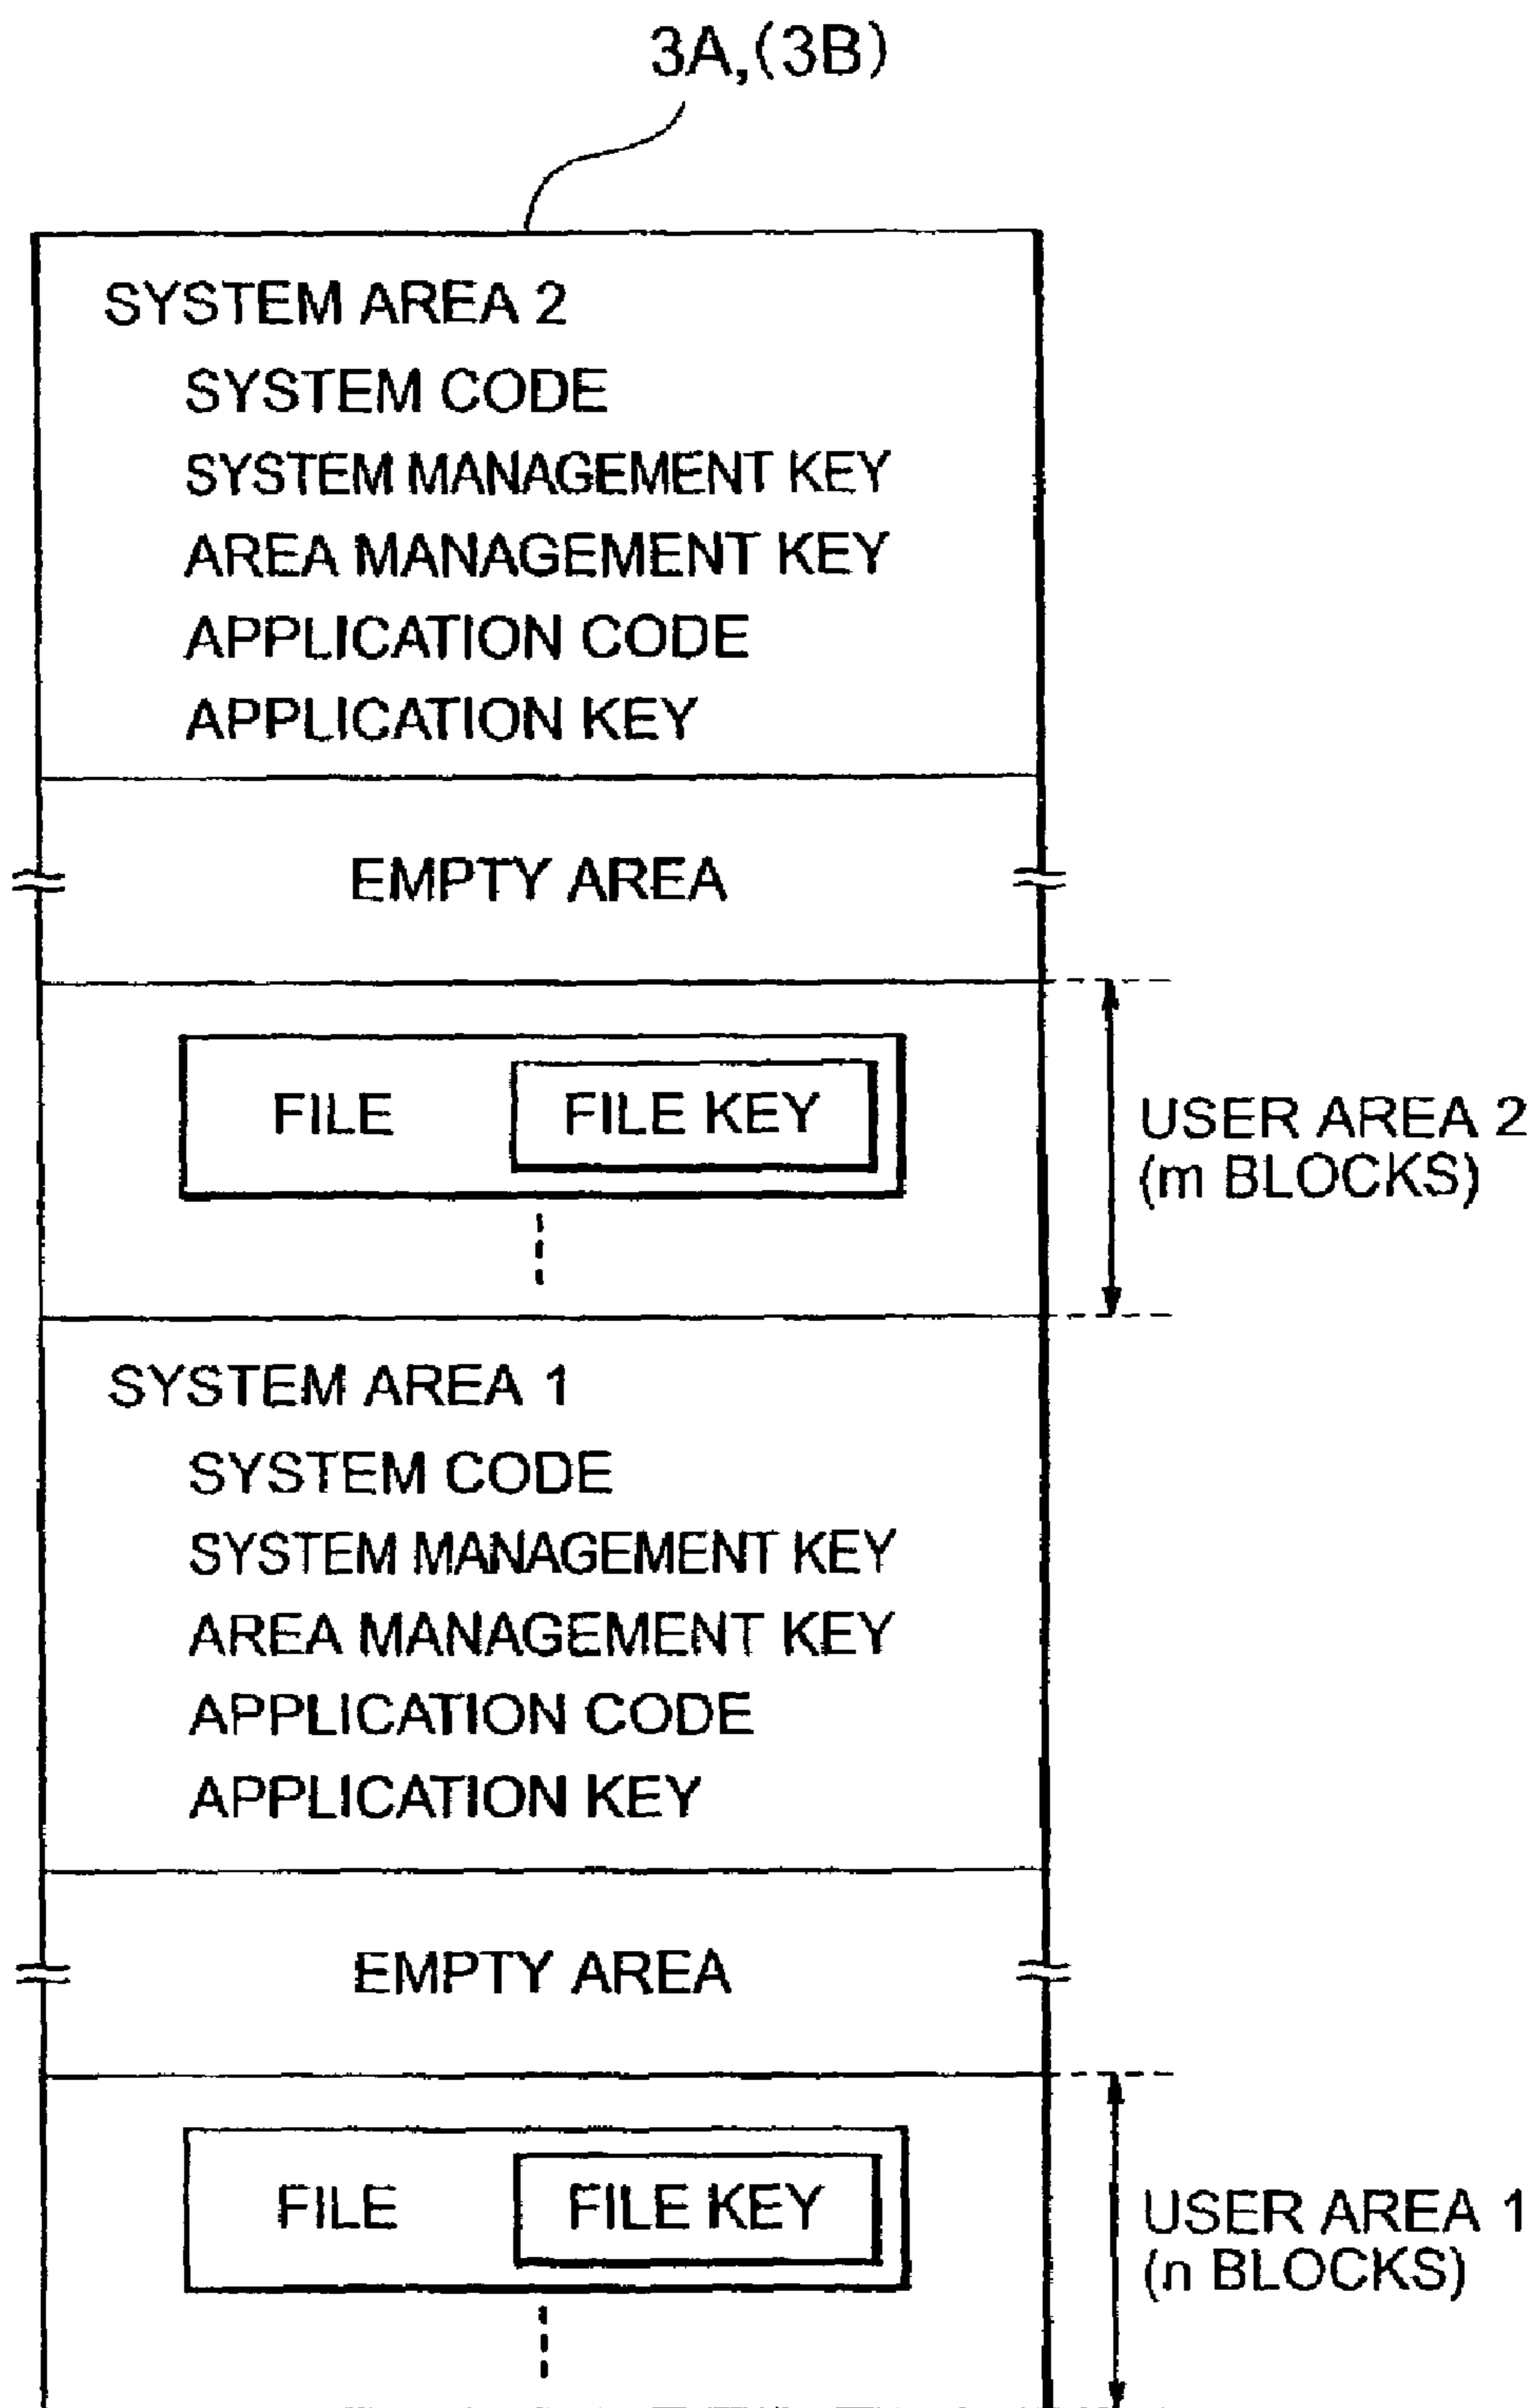 3A,(3B)
SYSTEM AREA 2
SYSTEM CODE
SYSTEM MANAGEMENT KEY
AREA MANAGEMENT KEY
APPLICATION CODE
APPLICATION KEY
EMPTY AREA
FILE
FILE KEY
USER AREA 2
(m BLOCKS)
SYSTEM AREA 1
SYSTEM CODE
SYSTEM MANAGEMENT KEY
AREA MANAGEMENT KEY
APPLICATION CODE
APPLICATION KEY
EMPTY AREA
FILE
FILE KEY
USER AREA 1
(n BLOCKS)